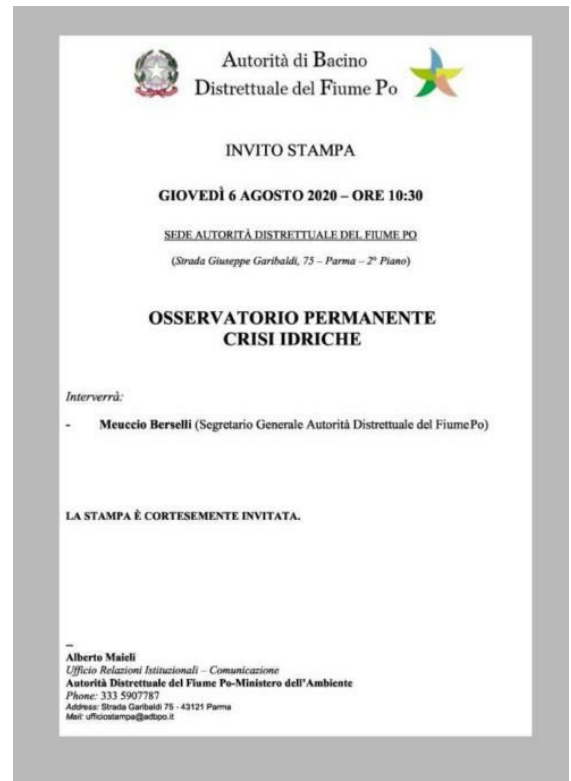 Autorità di Bacino
Distrettuale del Fiume Po
INVITO STAMPA
GIOVEDÌ 6 AGOSTO 2020 – ORE 10:30
SEDE AUTORITÀ DISTRETTUALE DEL FIUME PO
(Strada Giuseppe Garibaldi, 75 – Parma – 2° Piano)
OSSERVATORIO PERMANENTE
CRISI IDRICHE
Interverrà:
- Meuccio Berselli (Segretario Generale Autorità Distrettuale del Fiume Po)
LA STAMPA È CORTESEMENTE INVITATA.
–
Alberto Maieli
Ufficio Relazioni Istituzionali – Comunicazione
Autorità Distrettuale del Fiume Po-Ministero dell'Ambiente
Phone: 333 5907787
Address: Strada Garibaldi 75 - 43121 Parma
Mail: ufficiostampa@adbpo.it